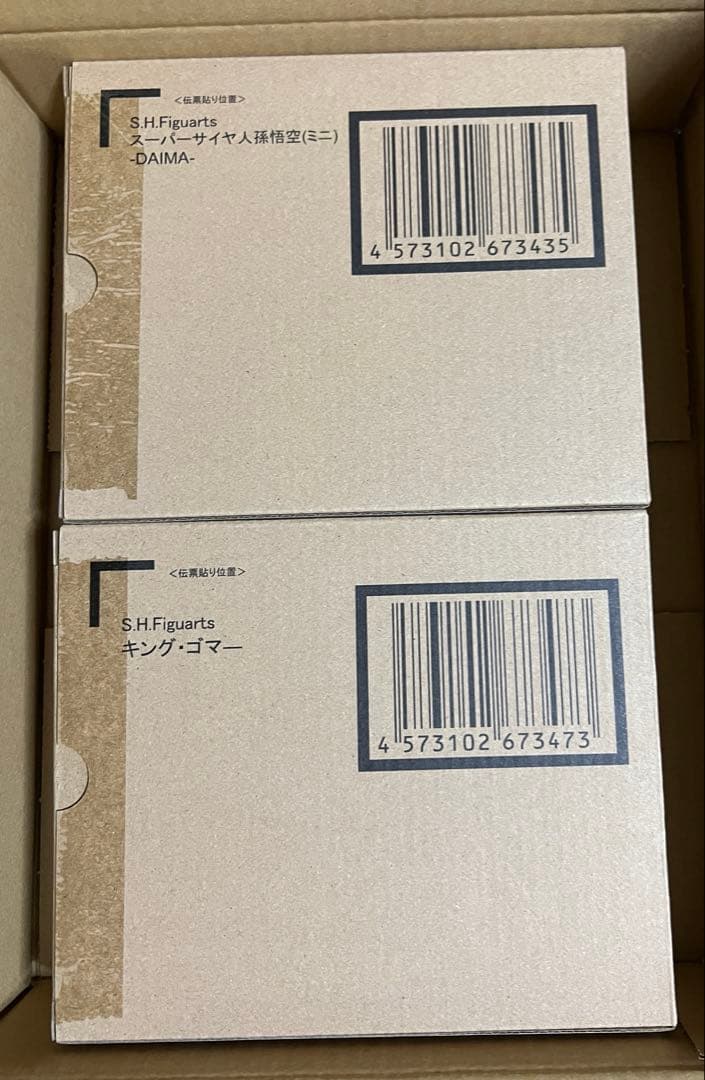 <伝票貼り位置>
S.H.Figuarts
スーパーサイヤ人孫悟空(ミニ)
-DAIMA-
4 573102 673435
<伝票貼り位置>
S.H.Figuarts
キング・ゴマー
4 573102 673473